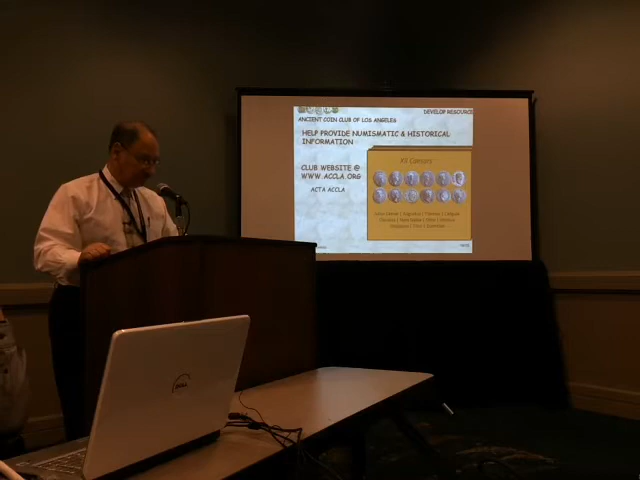 DEVELOP RESOURCE
ANCIENT COIN CLUB OF LOS ANGELES
HELP PROVIDE NUMISMATIC & HISTORICAL
INFORMATION
CLUB WEBSITE @
WWW.ACCLA.ORG
ACTA ACCLA
XII Caesars
DELL